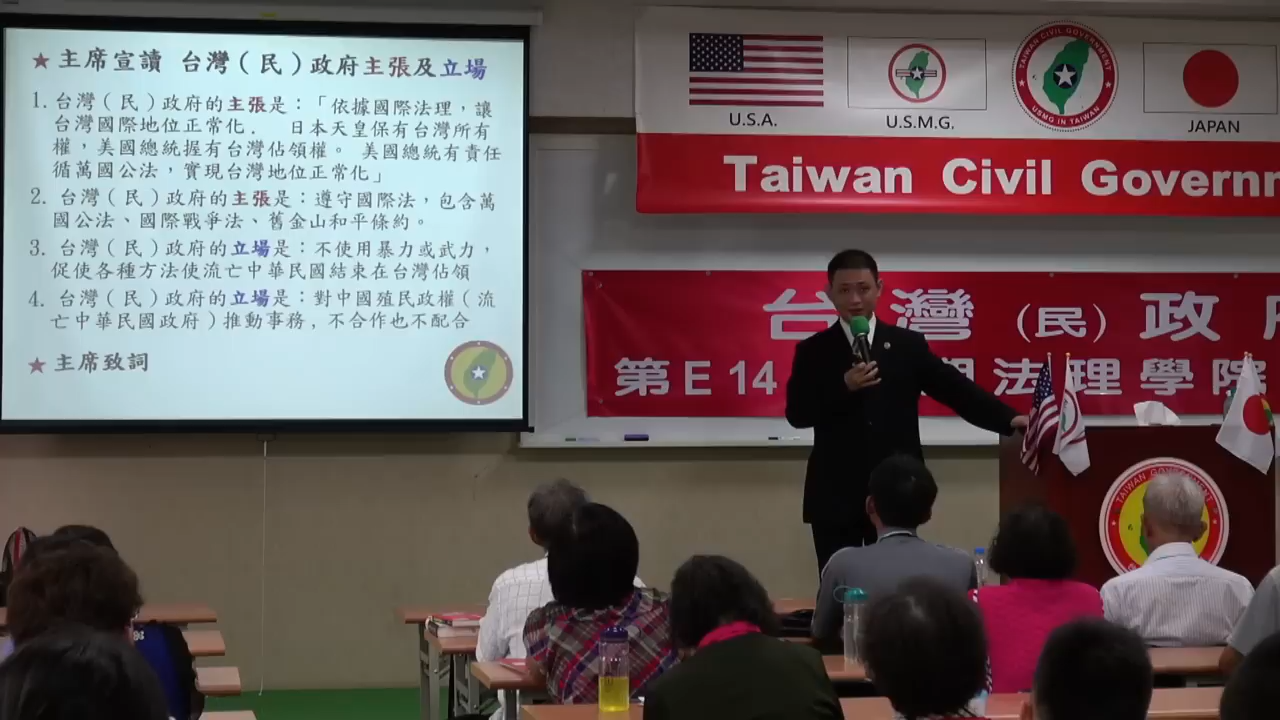 ★ 主席宣讀 台灣（民）政府主張及立場
1. 台灣（民）政府的主張是：「依據國際法理，讓
台灣國際地位正常化． 日本天皇保有台灣所有
權，美國總統握有台灣佔領權。 美國總統有責任
循萬國公法，實現台灣地位正常化」
2. 台灣（民）政府的主張是：遵守國際法，包含萬
國公法、國際戰爭法、舊金山和平條約。
3. 台灣（民）政府的立場是：不使用暴力或武力，
促使各種方法使流亡中華民國結束在台灣佔領
4. 台灣（民）政府的立場是：對中國殖民政權（流
亡中華民國政府）推動事務，不合作也不配合
★ 主席致詞
U.S.A.
U.S.M.G.
TAIWAN CIVIL GOVERNMENT
USMG IN TAIWAN
JAPAN
Taiwan Civil Governm
台灣（民）政府
第E14 法理學院
TAIWAN GOVERNMENT